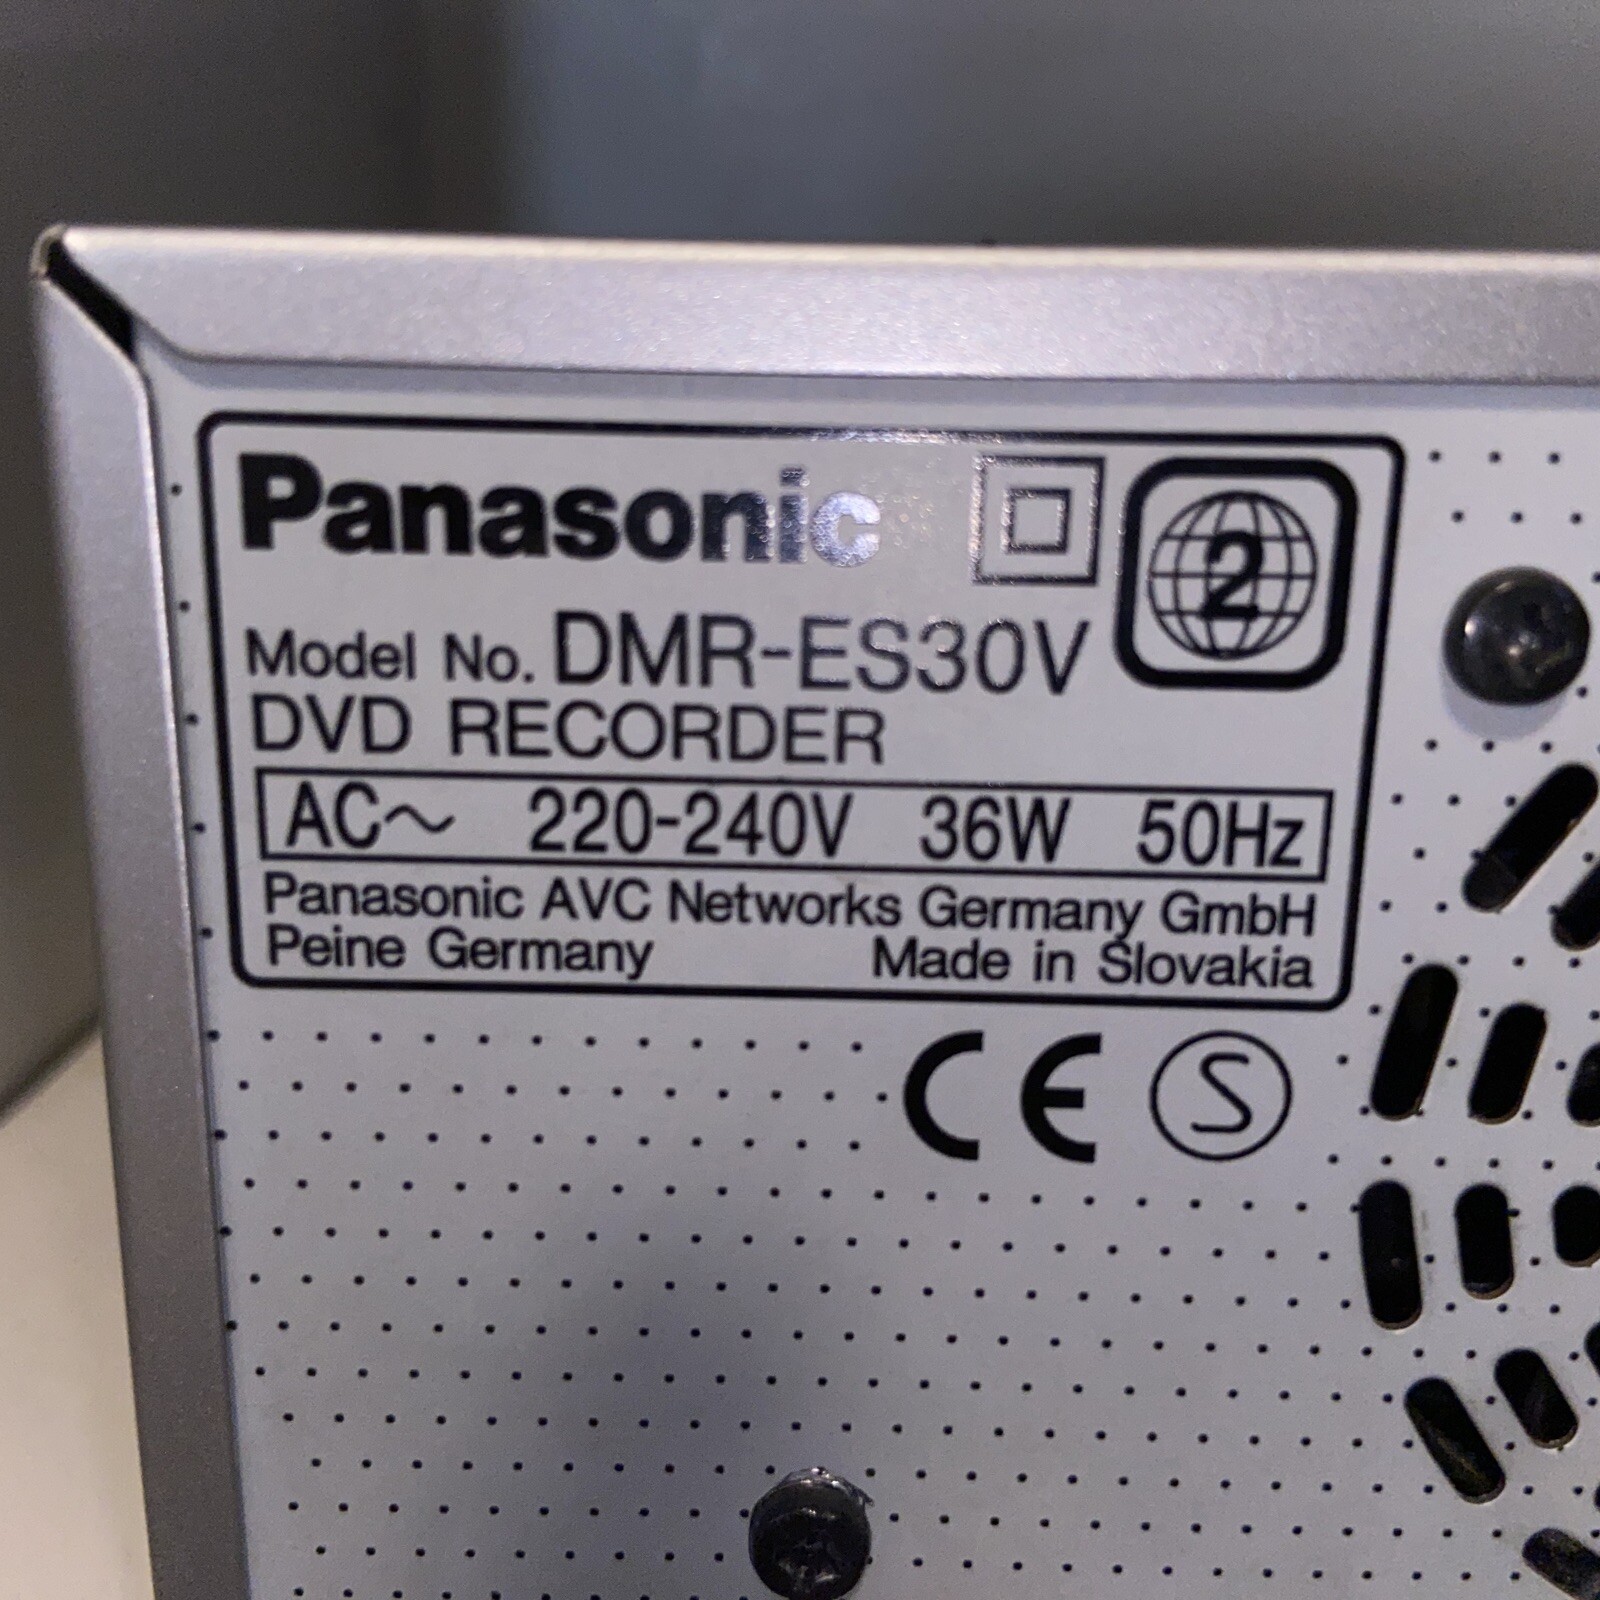 Panasonic 2
Model No. DMR-ES30V
DVD RECORDER
AC~ 220-240V 36W 50Hz
Panasonic AVC Networks Germany GmbH
Peine Germany Made in Slovakia
CE S